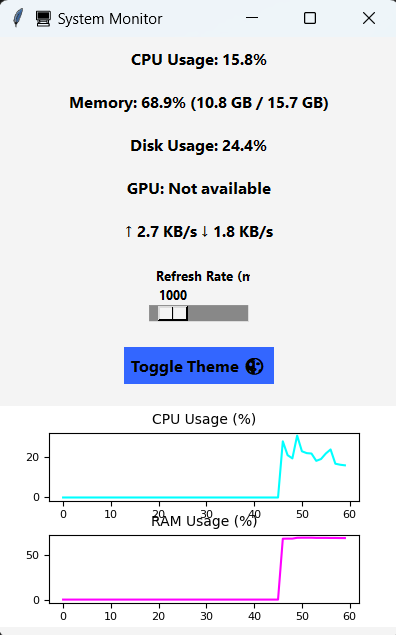 System Monitor
CPU Usage: 15.8%
Memory: 68.9% (10.8 GB / 15.7 GB)
Disk Usage: 24.4%
GPU: Not available
↑ 2.7 KB/s ↓ 1.8 KB/s
Refresh Rate (m
1000
Toggle Theme
CPU Usage (%)
20
0
0 10 20 30 40 50 60
RAM Usage (%)
50
0
0 10 20 30 40 50 60